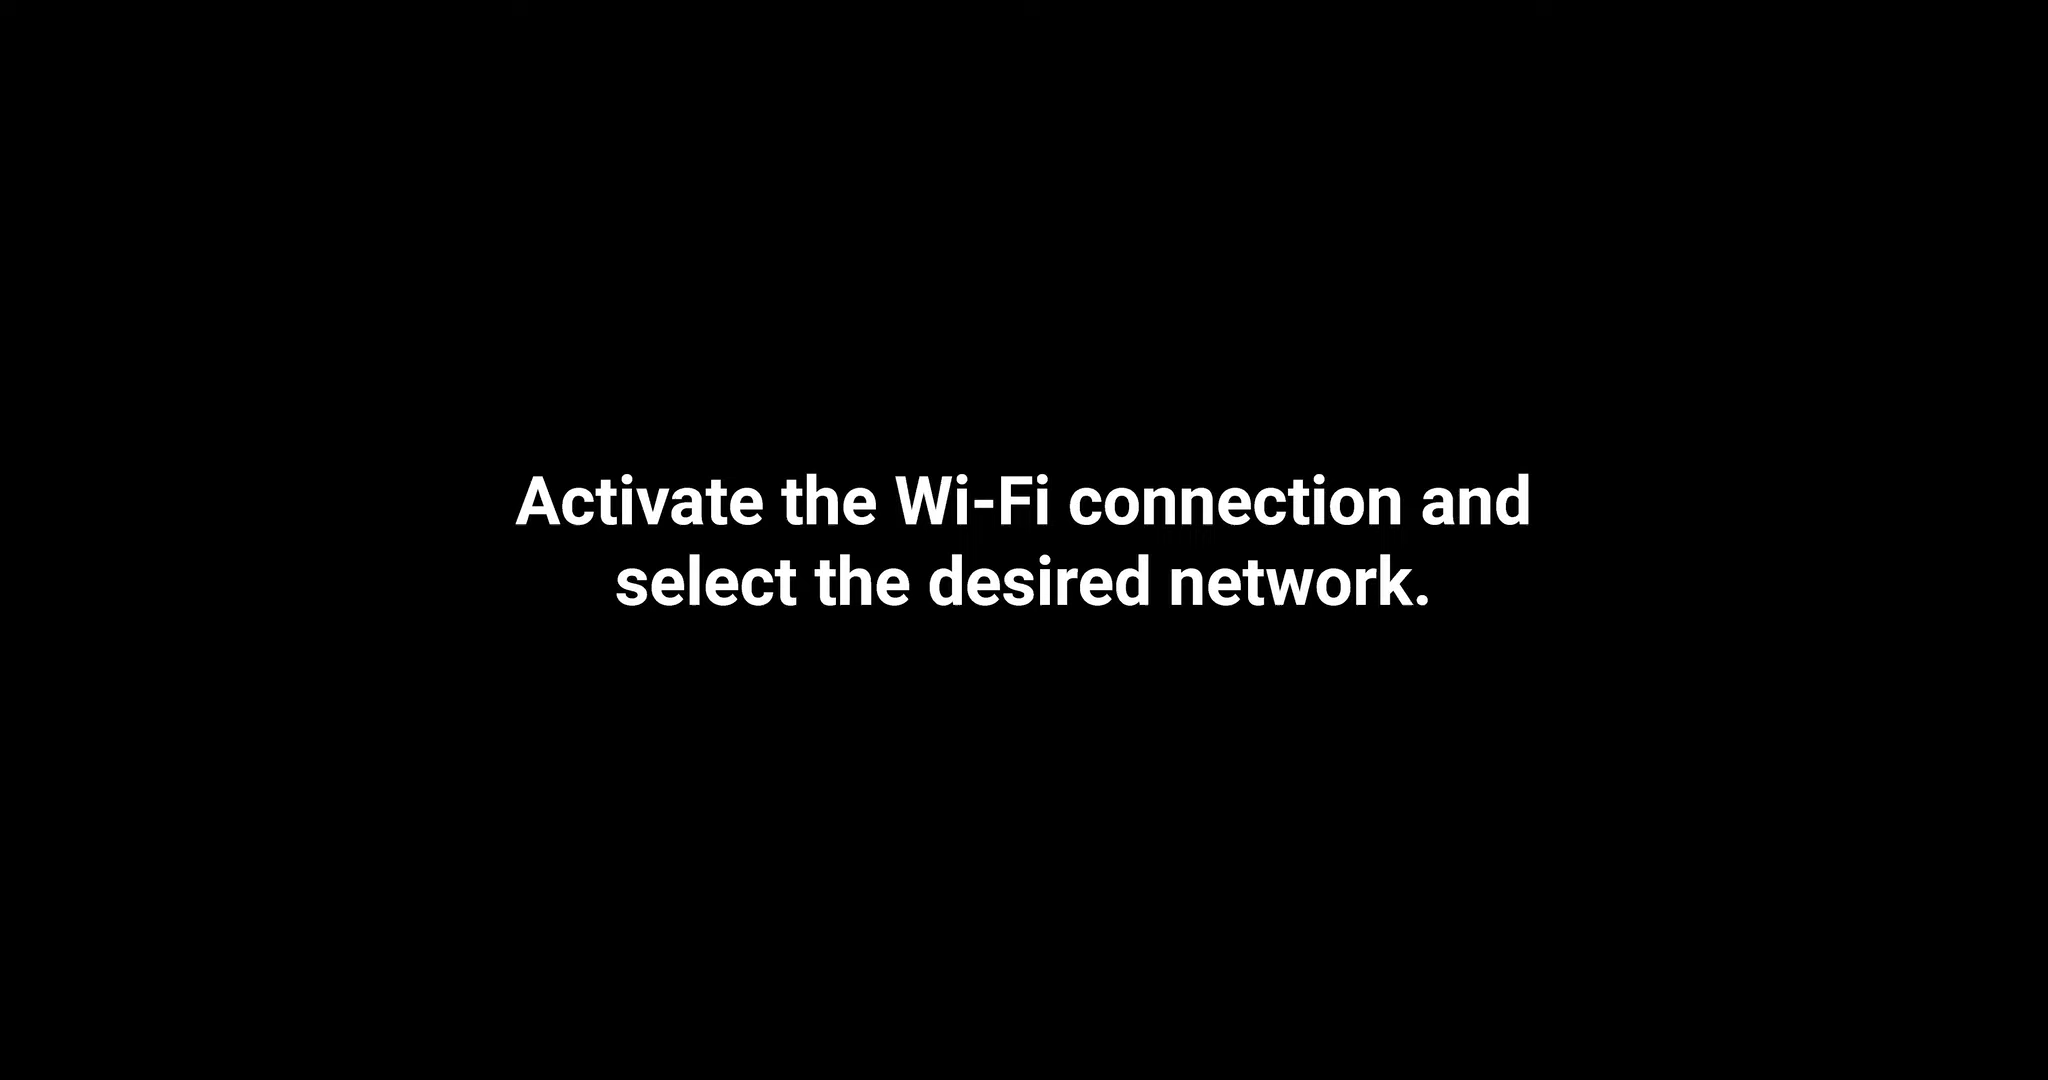 Activate the Wi-Fi connection and
select the desired network.